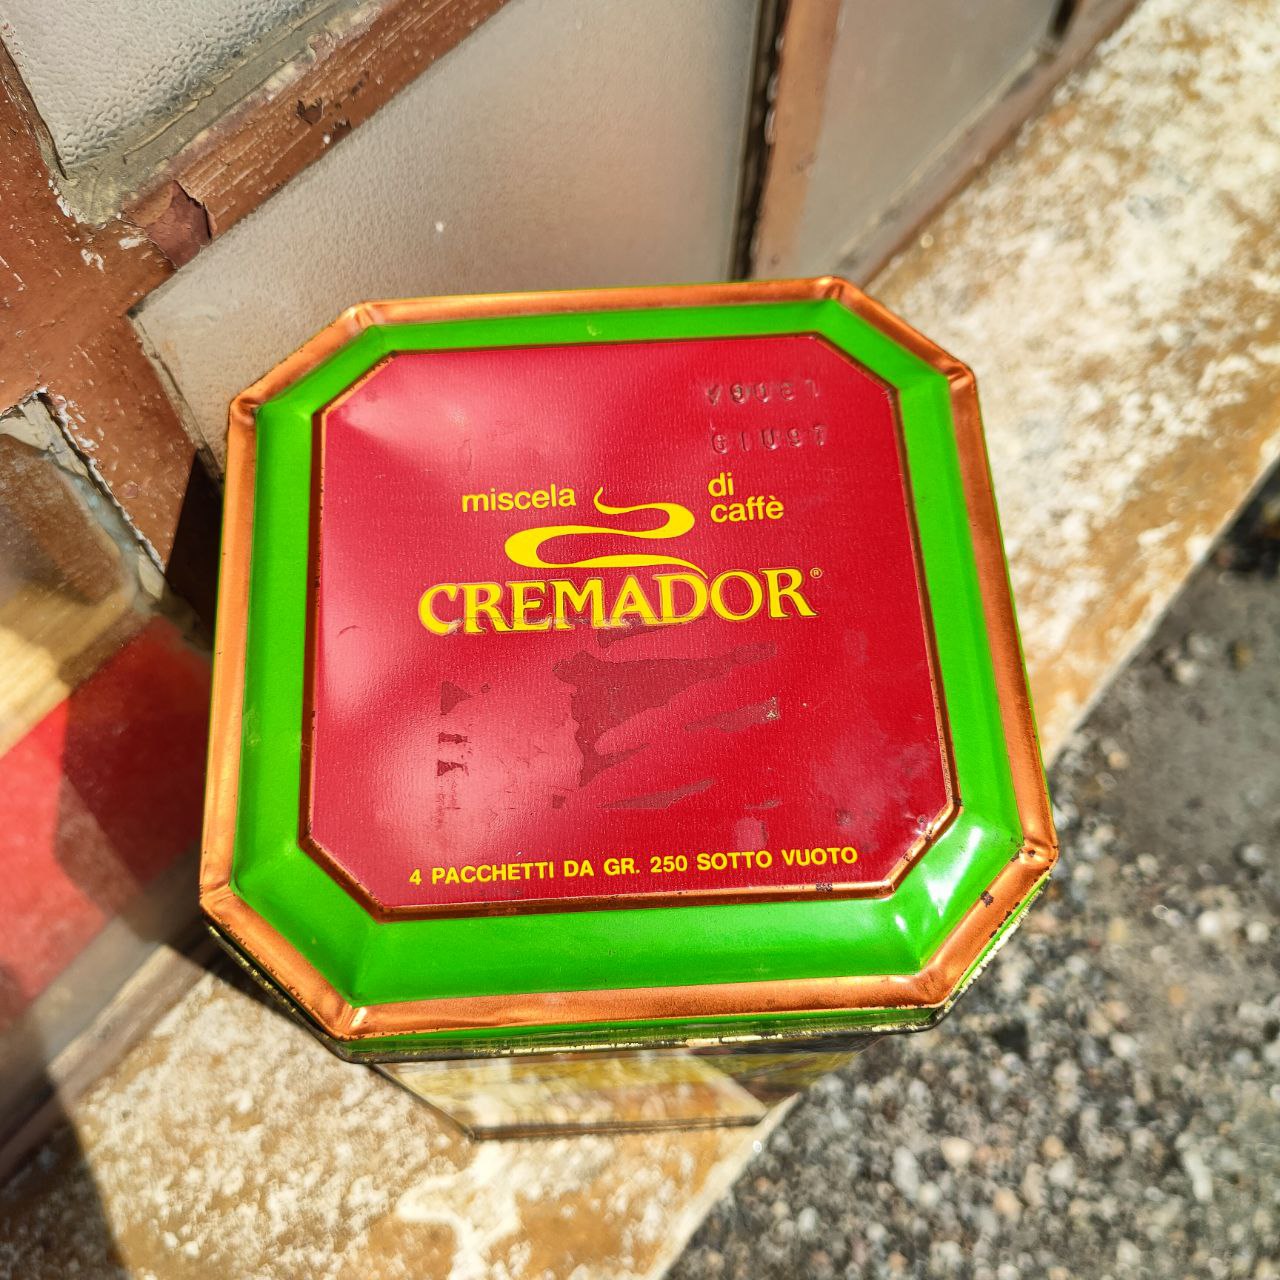 miscela di
caffè
CREMADOR®
4 PACCHETTI DA GR. 250 SOTTO VUOTO